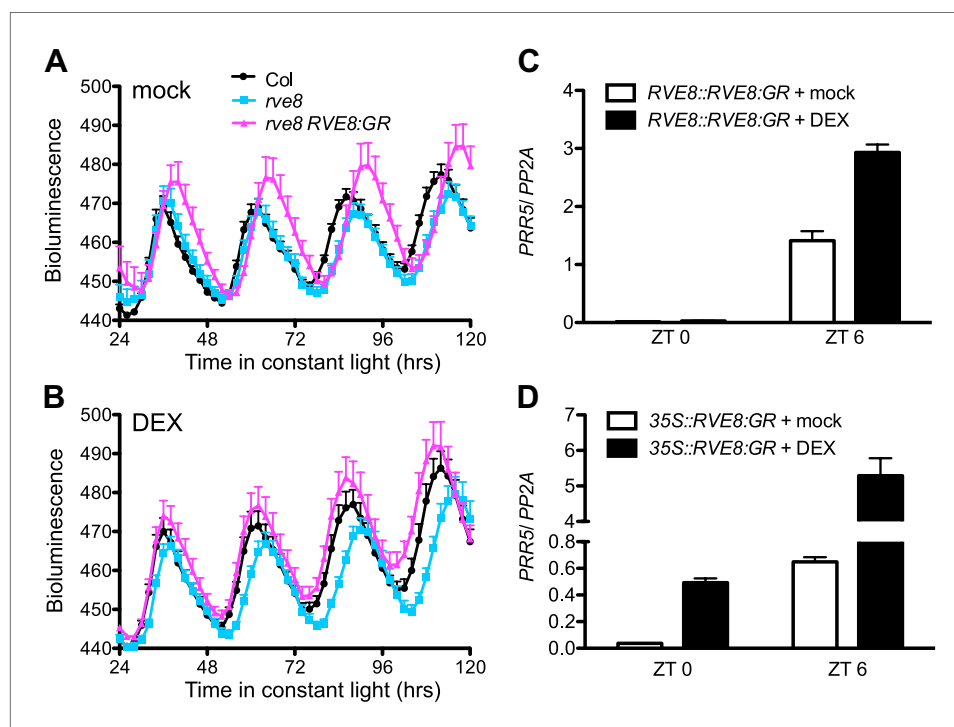 A
mock
Col
rve8
rve8 RVE8:GR
Bioluminescence
500
490
480
470
460
450
440
24
48
72
96
120
Time in constant light (hrs)
B
DEX
Bioluminescence
500
490
480
470
460
450
440
24
48
72
96
120
Time in constant light (hrs)
C
RVE8::RVE8:GR + mock
RVE8::RVE8:GR + DEX
PRR5/ PP2A
4
3
2
1
0
ZT 0
ZT 6
D
35S::RVE8:GR + mock
35S::RVE8:GR + DEX
PRR5/ PP2A
7
6
5
4
0.8
0.6
0.4
0.2
0.0
ZT 0
ZT 6